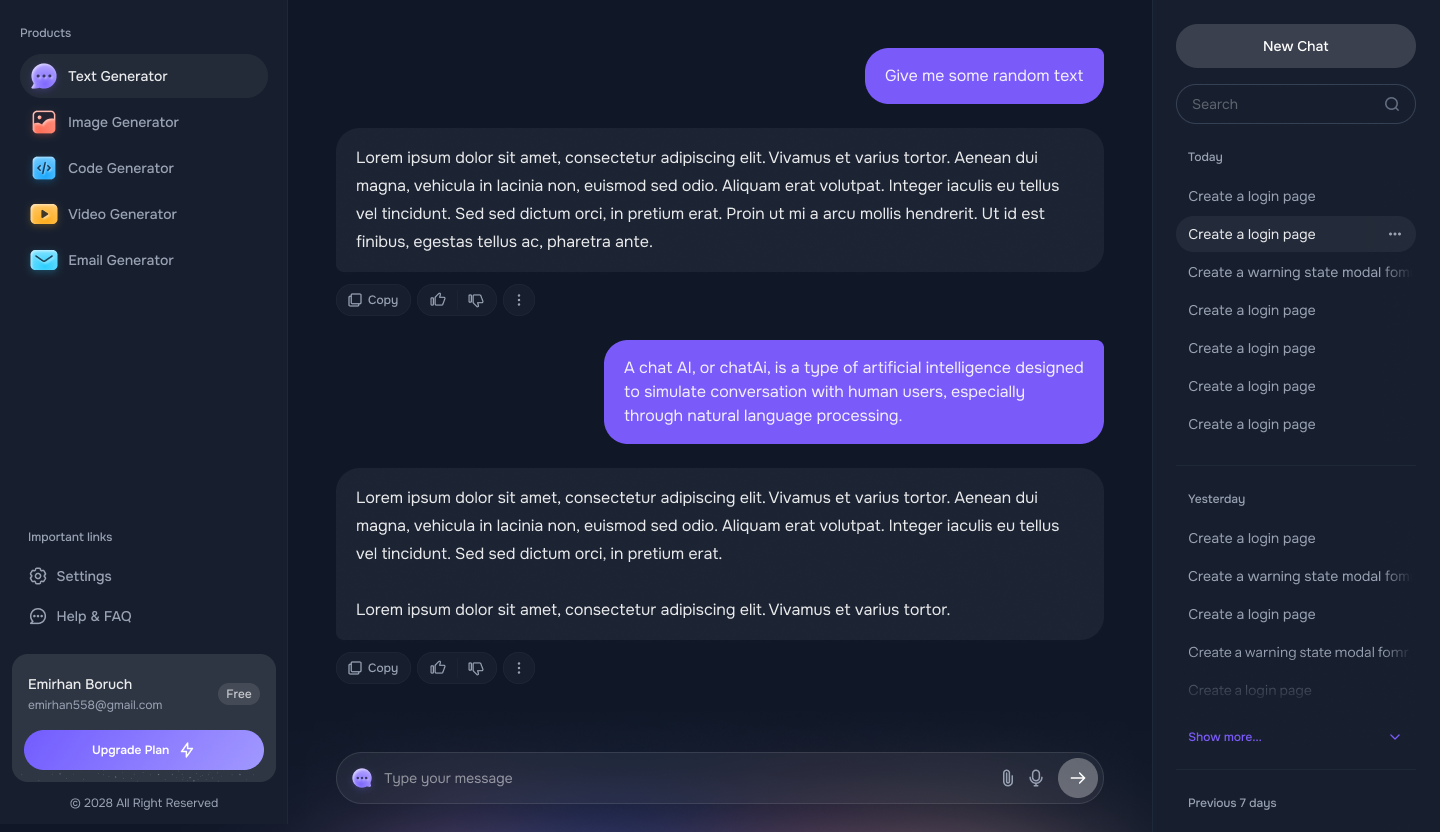 Products
Text Generator
Image Generator
Code Generator
Video Generator
Email Generator
Important links
Settings
Help & FAQ
Emirhan Boruch
emirhan558@gmail.com
Free
Upgrade Plan
© 2028 All Right Reserved
Give me some random text
Lorem ipsum dolor sit amet, consectetur adipiscing elit. Vivamus et varius tortor. Aenean dui
magna, vehicula in lacinia non, euismod sed odio. Aliquam erat volutpat. Integer iaculis eu tellus
vel tincidunt. Sed sed dictum orci, in pretium erat. Proin ut mi a arcu mollis hendrerit. Ut id est
finibus, egestas tellus ac, pharetra ante.
Copy
A chat AI, or chatAi, is a type of artificial intelligence designed
to simulate conversation with human users, especially
through natural language processing.
Lorem ipsum dolor sit amet, consectetur adipiscing elit. Vivamus et varius tortor. Aenean dui
magna, vehicula in lacinia non, euismod sed odio. Aliquam erat volutpat. Integer iaculis eu tellus
vel tincidunt. Sed sed dictum orci, in pretium erat.
Lorem ipsum dolor sit amet, consectetur adipiscing elit. Vivamus et varius tortor.
Copy
Type your message
New Chat
Search
Today
Create a login page
Create a login page
Create a warning state modal
Create a login page
Create a login page
Create a login page
Create a login page
Yesterday
Create a login page
Create a warning state modal
Create a login page
Create a warning state modal
Create a login page
Show more...
Previous 7 days